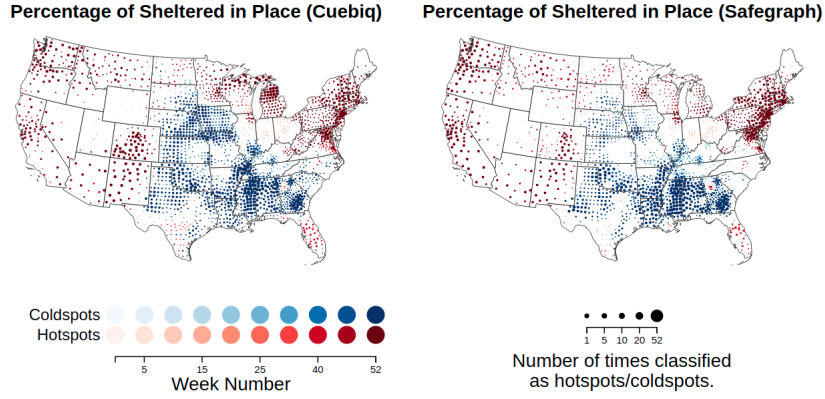 Percentage of Sheltered in Place (Cuebiq)
Percentage of Sheltered in Place (Safegraph)
Coldspots
Hotspots
5 15 25 40 52
Week Number
1 5 10 20 52
Number of times classified
as hotspots/coldspots.